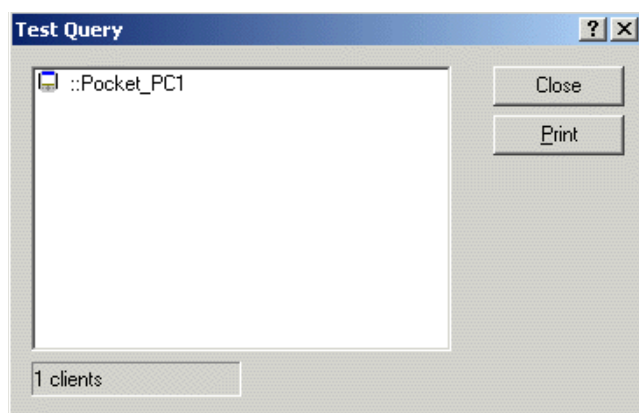 Test Query
::Pocket_PC1
Close
Print
1 clients